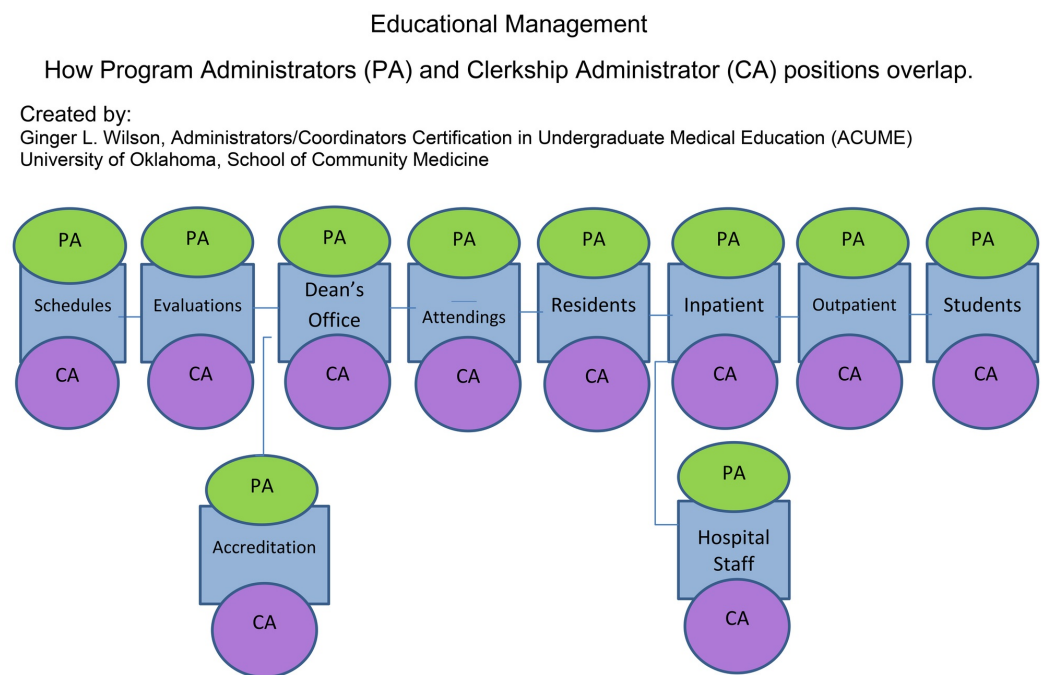 Educational Management
How Program Administrators (PA) and Clerkship Administrator (CA) positions overlap.
Created by:
Ginger L. Wilson, Administrators/Coordinators Certification in Undergraduate Medical Education (ACUME)
University of Oklahoma, School of Community Medicine
PA PA PA PA PA PA PA PA
Schedules Evaluations Dean’s Office Attendings Residents Inpatient Outpatient Students
CA CA CA CA CA CA CA CA
PA PA
Accreditation Hospital Staff
CA CA